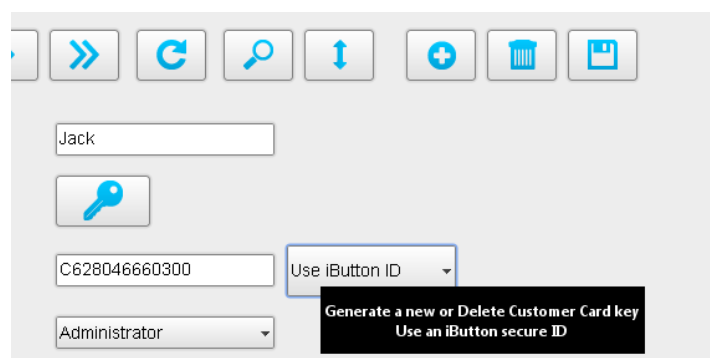 Jack
C628046660300
Use iButton ID
Generate a new or Delete Customer Card key
Use an iButton secure ID
Administrator